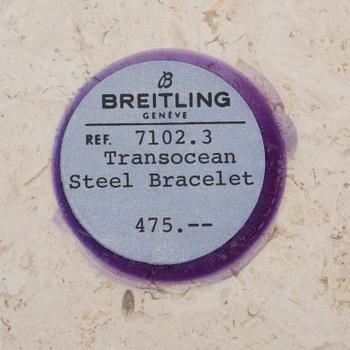 B
BREITLING
GENÈVE
REF. 7102.3
Transocean
Steel Bracelet
475.--